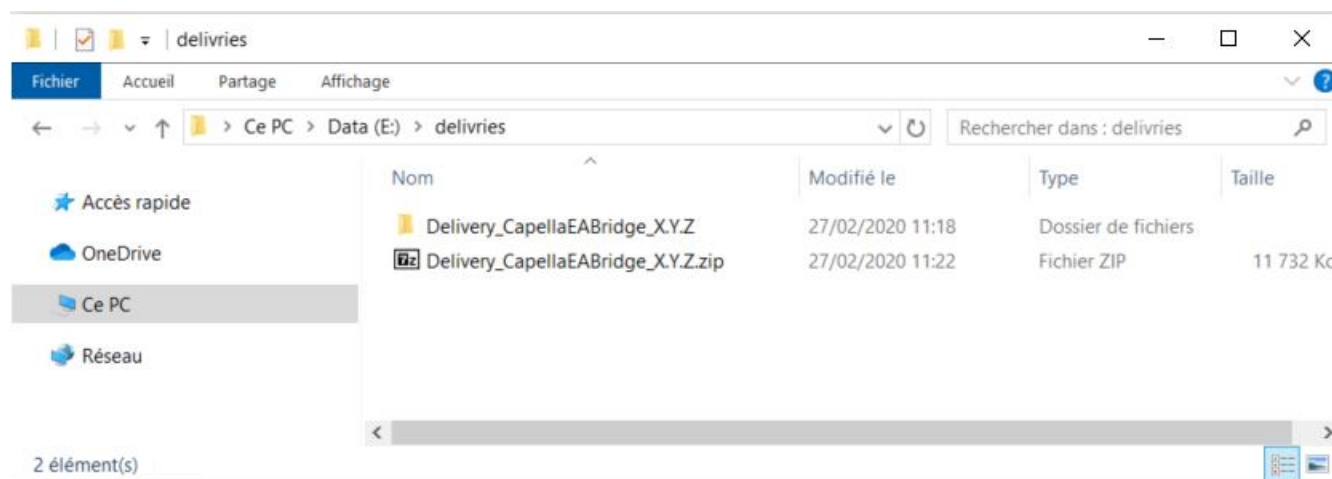 delivries
Fichier Accueil Partage Affichage
Ce PC > Data (E:) > delivries Rechercher dans : delivries
Nom Modifié le Type Taille
Accès rapide
Delivery_CapellaEABridge_X.Y.Z 27/02/2020 11:18 Dossier de fichiers
OneDrive
Delivery_CapellaEABridge_X.Y.Z.zip 27/02/2020 11:22 Fichier ZIP 11 732 Ko
Ce PC
Réseau
2 élément(s)